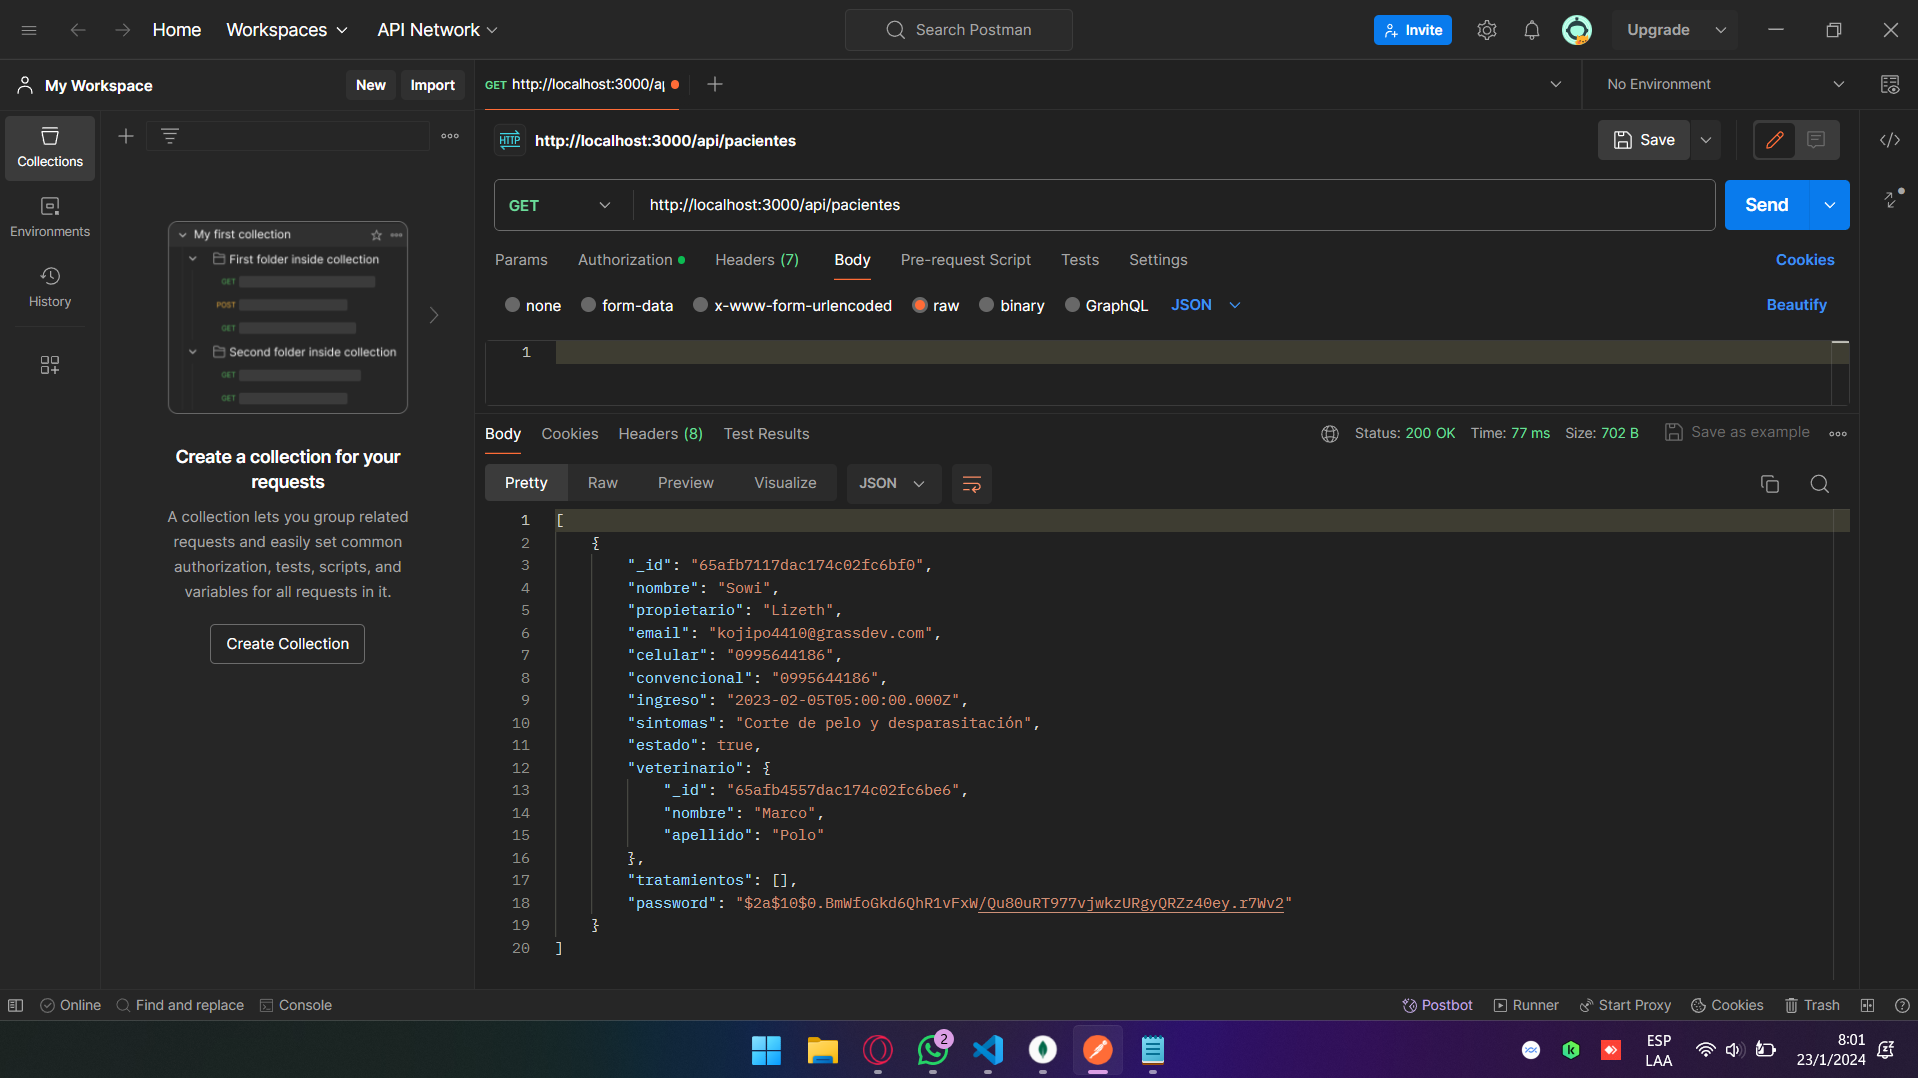 Home
Workspaces
API Network
Search Postman
Invite
Upgrade
My Workspace
New
Import
GET http://localhost:3000/ap
No Environment
Collections
Environments
History
HTTP
http://localhost:3000/api/pacientes
Save
GET
http://localhost:3000/api/pacientes
Send
Params
Authorization
Headers (7)
Body
Pre-request Script
Tests
Settings
Cookies
none
form-data
x-www-form-urlencoded
raw
binary
GraphQL
JSON
Beautify
1
My first collection
First folder inside collection
GET
POST
GET
Second folder inside collection
GET
GET
Create a collection for your
requests
A collection lets you group related
requests and easily set common
authorization, tests, scripts, and
variables for all requests in it.
Create Collection
Body
Cookies
Headers (8)
Test Results
Status: 200 OK
Time: 77 ms
Size: 702 B
Save as example
Pretty
Raw
Preview
Visualize
JSON
1 [
2 {
3 "_id": "65afb7117dac174c02fc6bf0",
4 "nombre": "Sowi",
5 "propietario": "Lizeth",
6 "email": "kojipo4410@grassdev.com",
7 "celular": "0995644186",
8 "convencional": "0995644186",
9 "ingreso": "2023-02-05T05:00:00.000Z",
10 "sintomas": "Corte de pelo y desparasitación",
11 "estado": true,
12 "veterinario": {
13 "_id": "65afb4557dac174c02fc6be6",
14 "nombre": "Marco",
15 "apellido": "Polo"
16 },
17 "tratamientos": [],
18 "password": "$2a$10$0.BmWfoGkd6QhR1vFxW/Qu80uRT977vjwkzURgyQRZz40ey.r7Wv2"
19 }
20 ]
Online
Find and replace
Console
Postbot
Runner
Start Proxy
Cookies
Trash
2
ESP
LAA
8:01
23/1/2024